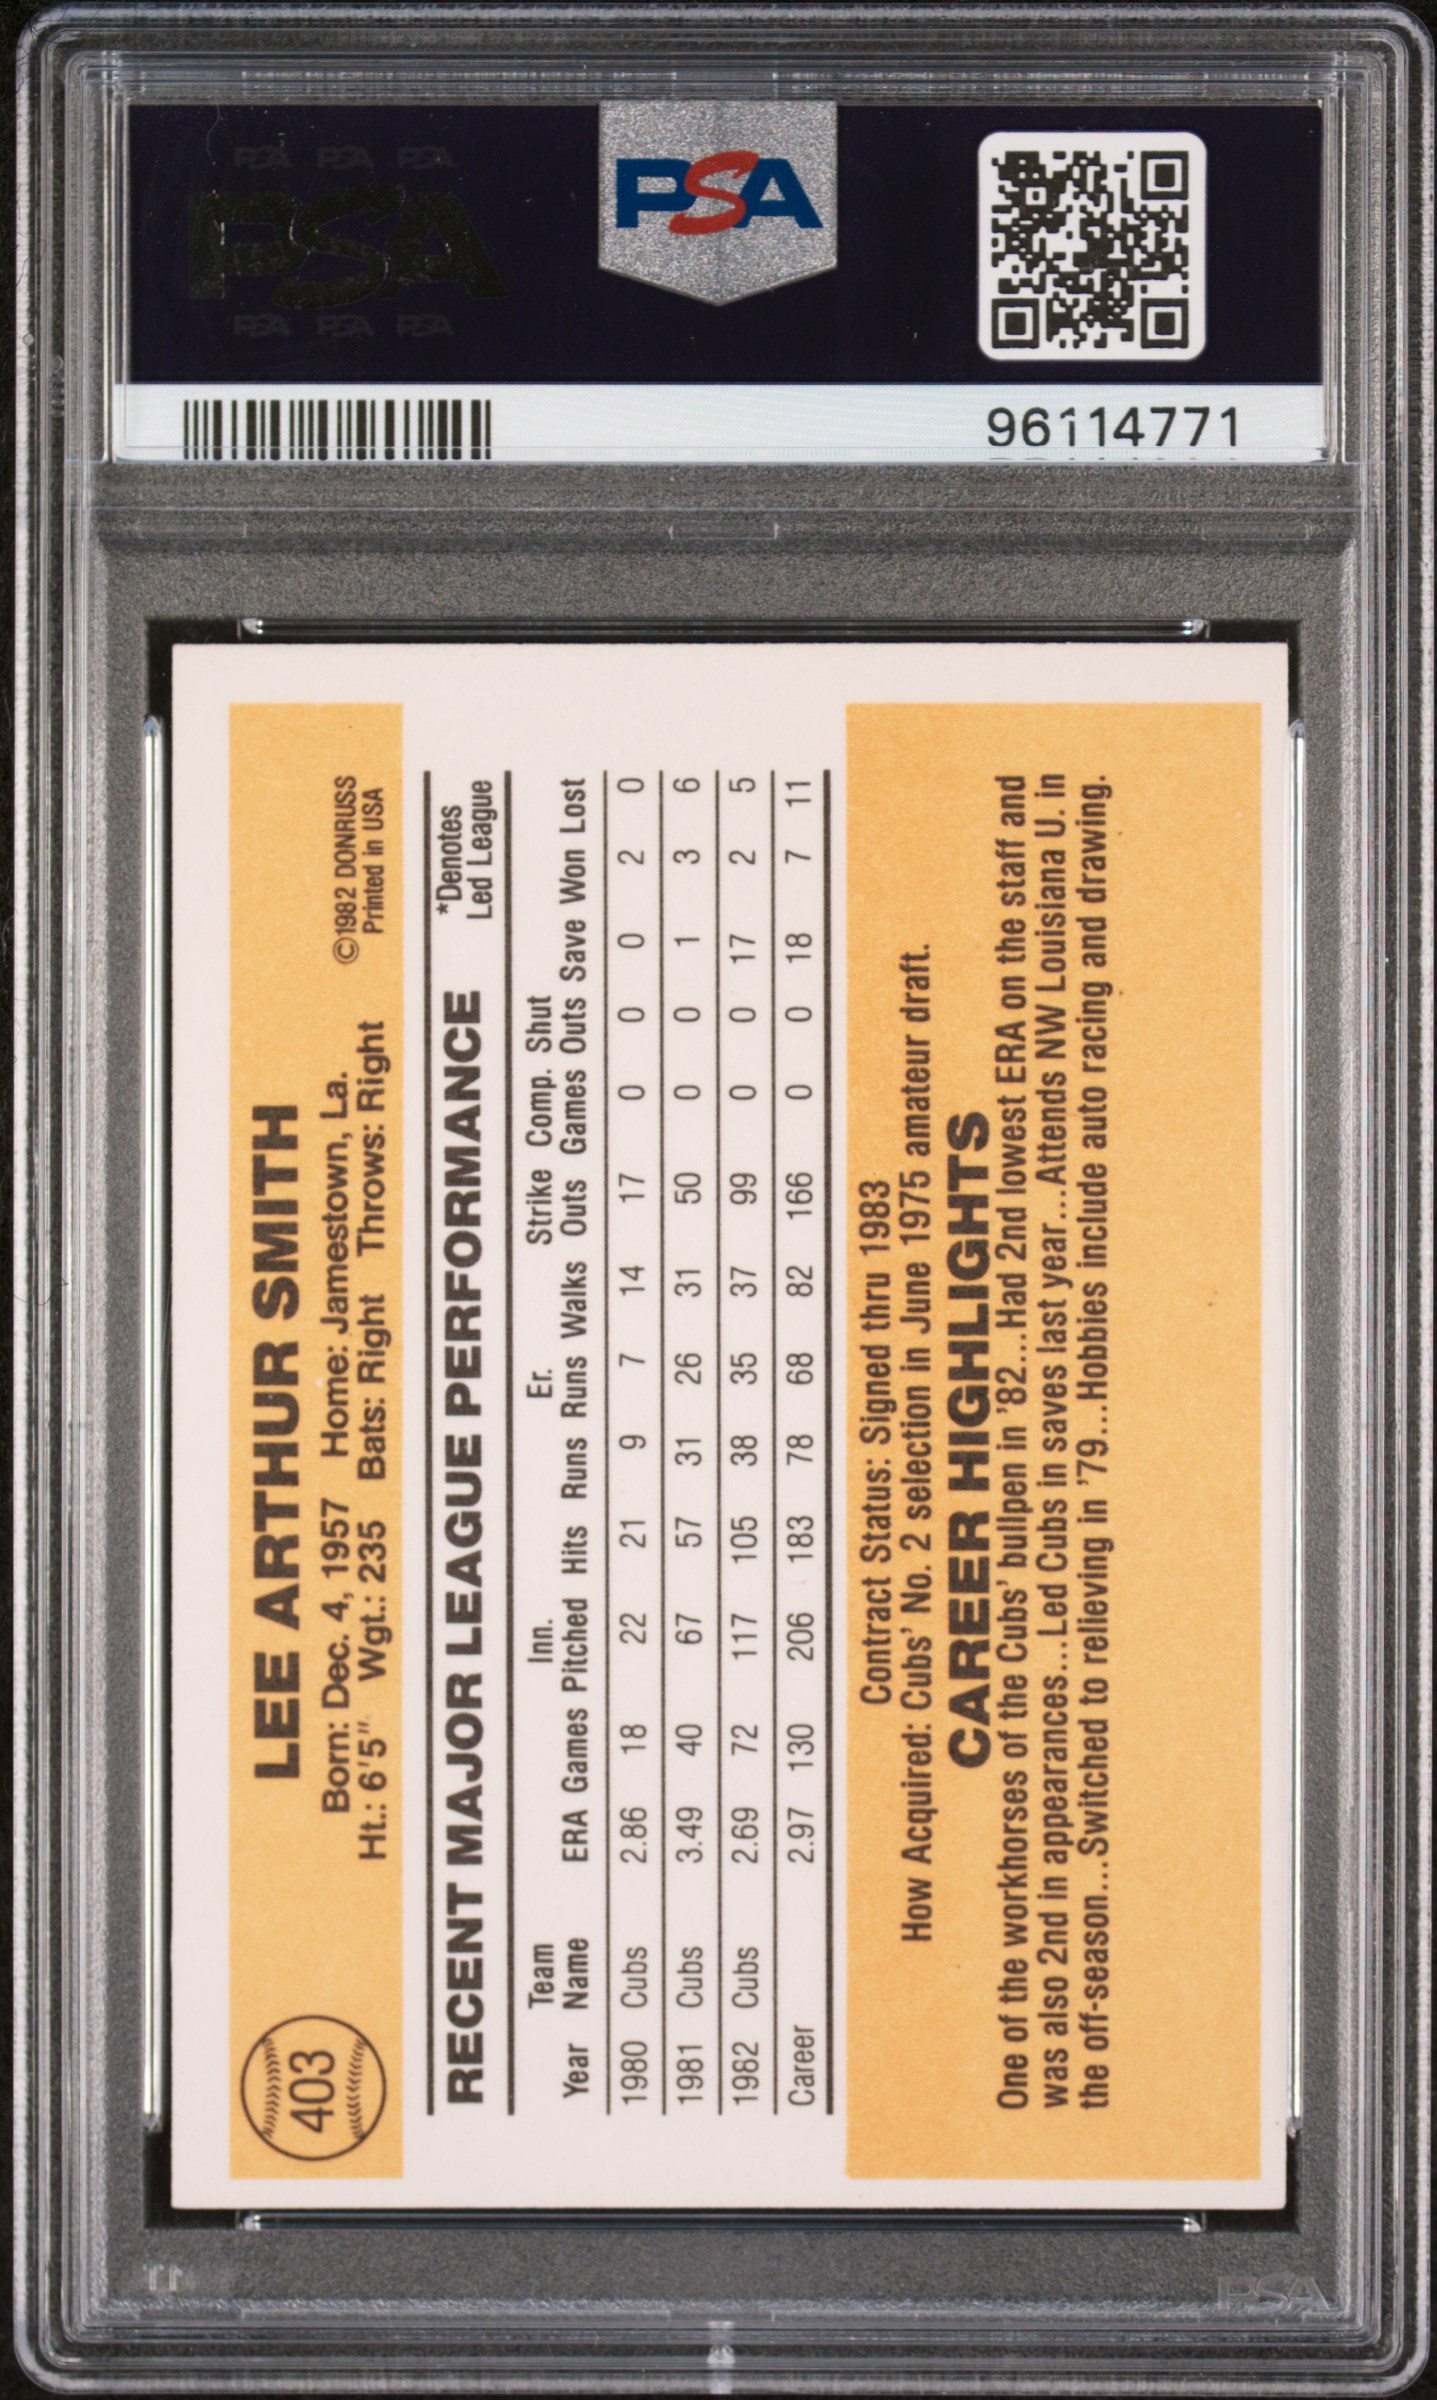 PSA PSA PSA
PSA
PSA PSA PSA
PSA
96114771
403
LEE ARTHUR SMITH
Born: Dec. 4, 1957 Home: Jamestown, La.
Ht.: 6'5" Wgt.: 235 Bats: Right Throws: Right
©1982 DONRUSS
Printed in USA
RECENT MAJOR LEAGUE PERFORMANCE
*Denotes
Led League
Team Inn. Er. Strike Comp. Shut
Year Name ERA Games Pitched Hits Runs Runs Walks Outs Games Outs Save Won Lost
1980 Cubs 2.86 18 22 21 9 7 14 17 0 0 0 2 0
1981 Cubs 3.49 40 67 57 31 26 31 50 0 0 1 3 6
1982 Cubs 2.69 72 117 105 38 35 37 99 0 0 17 2 5
Career 2.97 130 206 183 78 68 82 166 0 0 18 7 11
Contract Status: Signed thru 1983
How Acquired: Cubs' No. 2 selection in June 1975 amateur draft.
CAREER HIGHLIGHTS
One of the workhorses of the Cubs' bullpen in '82...Had 2nd lowest ERA on the staff and
was also 2nd in appearances...Led Cubs in saves last year...Attends NW Louisiana U. in
the off-season...Switched to relieving in '79...Hobbies include auto racing and drawing.
PSA